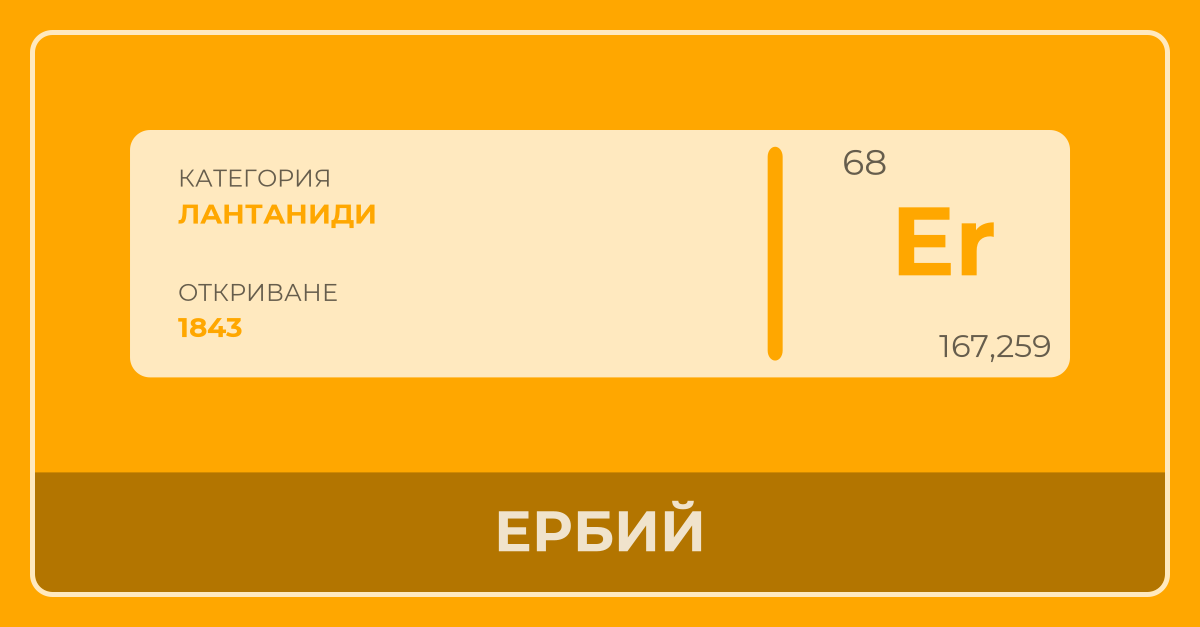 КАТЕГОРИЯ
ЛАНТАНИДИ
ОТКРИВАНЕ
1843
68
Er
167,259
ЕРБИЙ